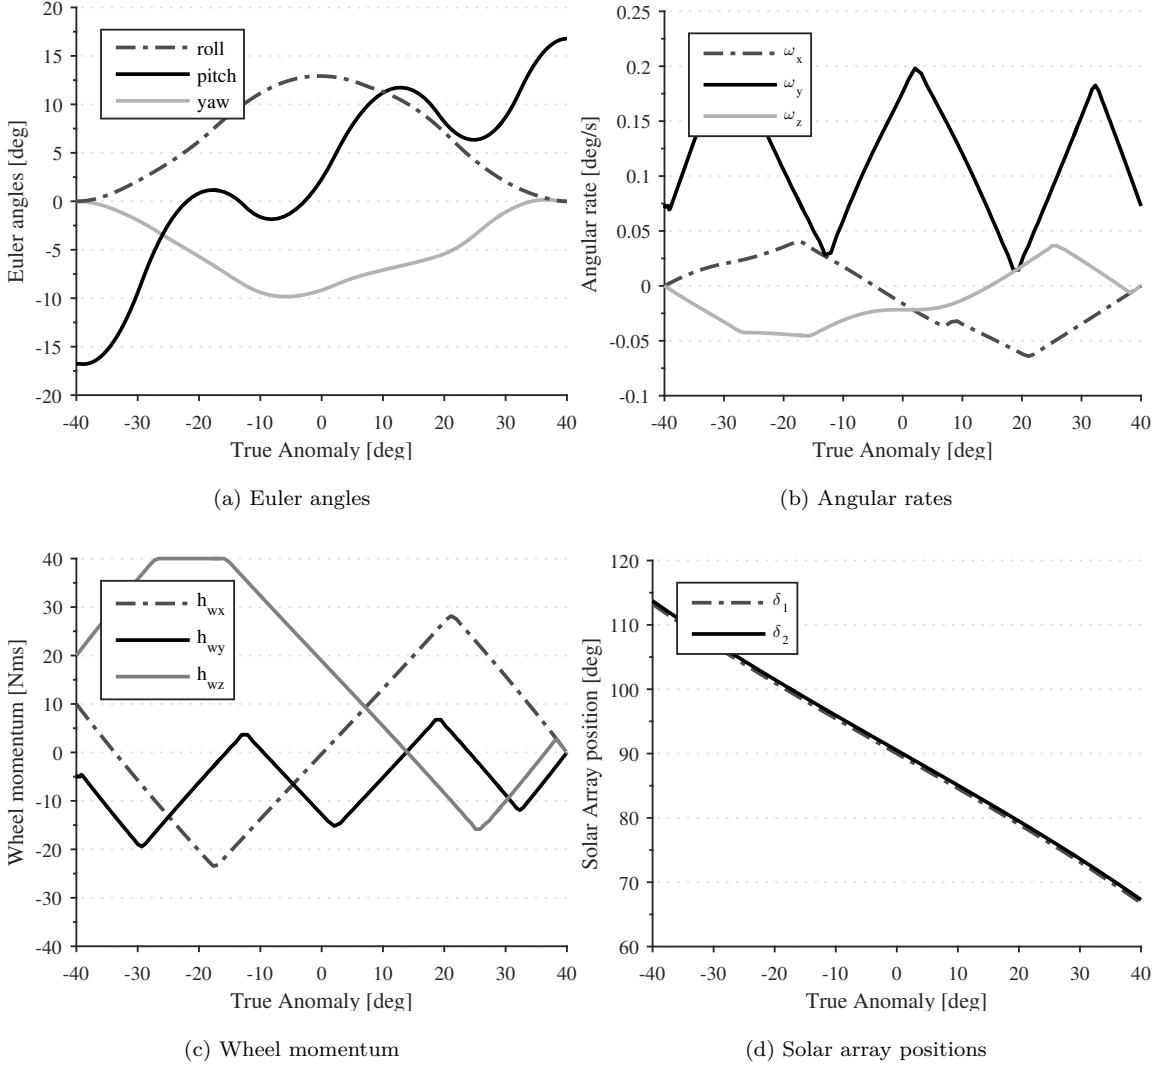 20
15
10
5
0
-5
-10
-15
-20
Euler angles [deg]
roll
pitch
yaw
-40 -30 -20 -10 0 10 20 30 40
True Anomaly [deg]
(a) Euler angles
0.25
0.2
0.15
0.1
0.05
0
-0.05
-0.1
Angular rate [deg/s]
ωx
ωy
ωz
-40 -30 -20 -10 0 10 20 30 40
True Anomaly [deg]
(b) Angular rates
40
30
20
10
0
-10
-20
-30
-40
Wheel momentum [Nms]
hwx
hwy
hwz
-40 -30 -20 -10 0 10 20 30 40
True Anomaly [deg]
(c) Wheel momentum
120
110
100
90
80
70
60
Solar Array position [deg]
δ1
δ2
-40 -30 -20 -10 0 10 20 30 40
True Anomaly [deg]
(d) Solar array positions